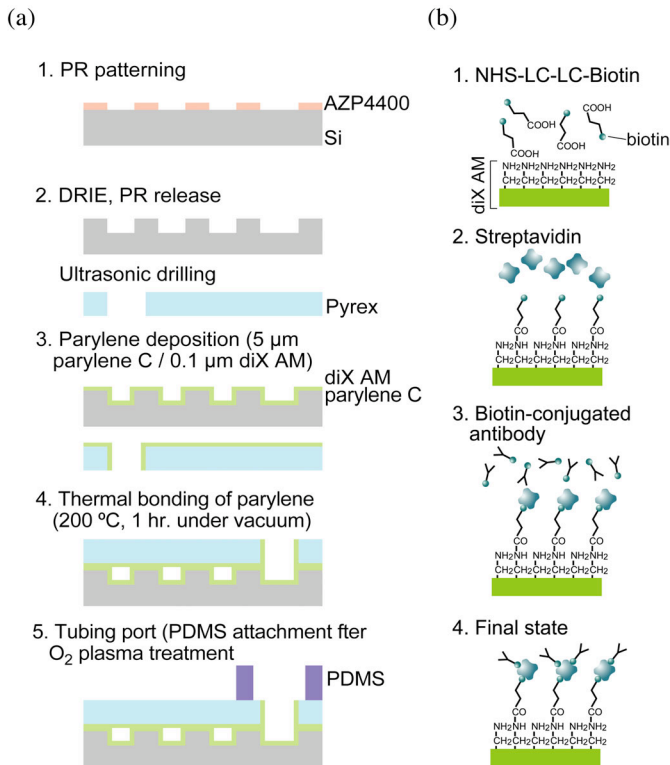 (a)
1. PR patterning
AZP4400
Si
2. DRIE, PR release
Ultrasonic drilling
Pyrex
3. Parylene deposition (5 μm
parylene C / 0.1 μm diX AM)
diX AM
parylene C
4. Thermal bonding of parylene
(200 ºC, 1 hr. under vacuum)
5. Tubing port (PDMS attachment fter
O2 plasma treatment
PDMS
(b)
1. NHS-LC-LC-Biotin
COOH
COOH
COOH
COOH
biotin
diX AM
NH2NH2NH2NH2NH2NH2
CH2CH2CH2CH2CH2CH2
2. Streptavidin
CO CO CO
NH2NH NH2NH NH2NH
CH2CH2CH2CH2CH2CH2
3. Biotin-conjugated
antibody
CO CO CO
NH2NH NH2NH NH2NH2
CH2CH2CH2CH2CH2CH2
4. Final state
CO CO CO
NH2NH NH2NH NH2NH2
CH2CH2CH2CH2CH2CH2